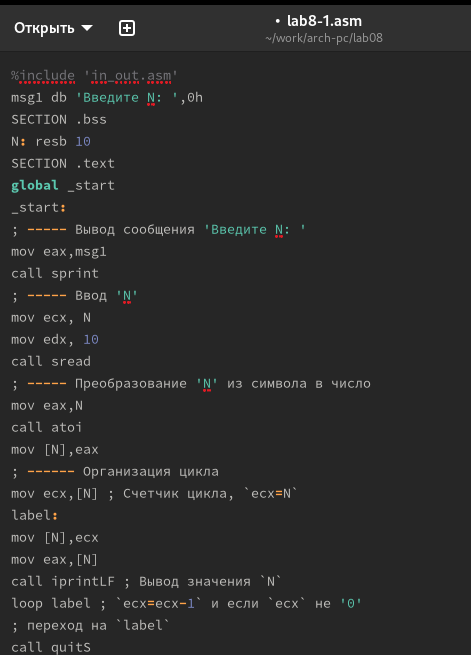 Открыть
• lab8-1.asm
~/work/arch-pc/lab08
%include 'in_out.asm'
msg1 db 'Введите N: ',0h
SECTION .bss
N: resb 10
SECTION .text
global _start
_start:
; ----- Вывод сообщения 'Введите N: '
mov eax,msg1
call sprint
; ----- Ввод 'N'
mov ecx, N
mov edx, 10
call sread
; ----- Преобразование 'N' из символа в число
mov eax,N
call atoi
mov [N],eax
; ------ Организация цикла
mov ecx,[N] ; Счетчик цикла, `ecx=N`
label:
mov [N],ecx
mov eax,[N]
call iprintLF ; Вывод значения `N`
loop label ; `ecx=ecx-1` и если `ecx` не '0'
; переход на `label`
call quitS